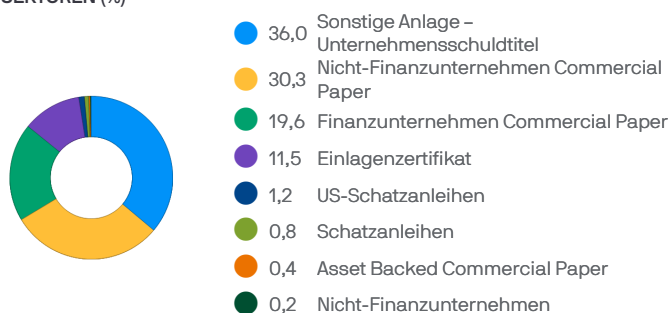 36,0 Sonstige Anlage –
Unternehmensschuldtitel
30,3 Nicht-Finanzunternehmen Commercial
Paper
19,6 Finanzunternehmen Commercial Paper
11,5 Einlagenzertifikat
1,2 US-Schatzanleihen
0,8 Schatzanleihen
0,4 Asset Backed Commercial Paper
0,2 Nicht-Finanzunternehmen